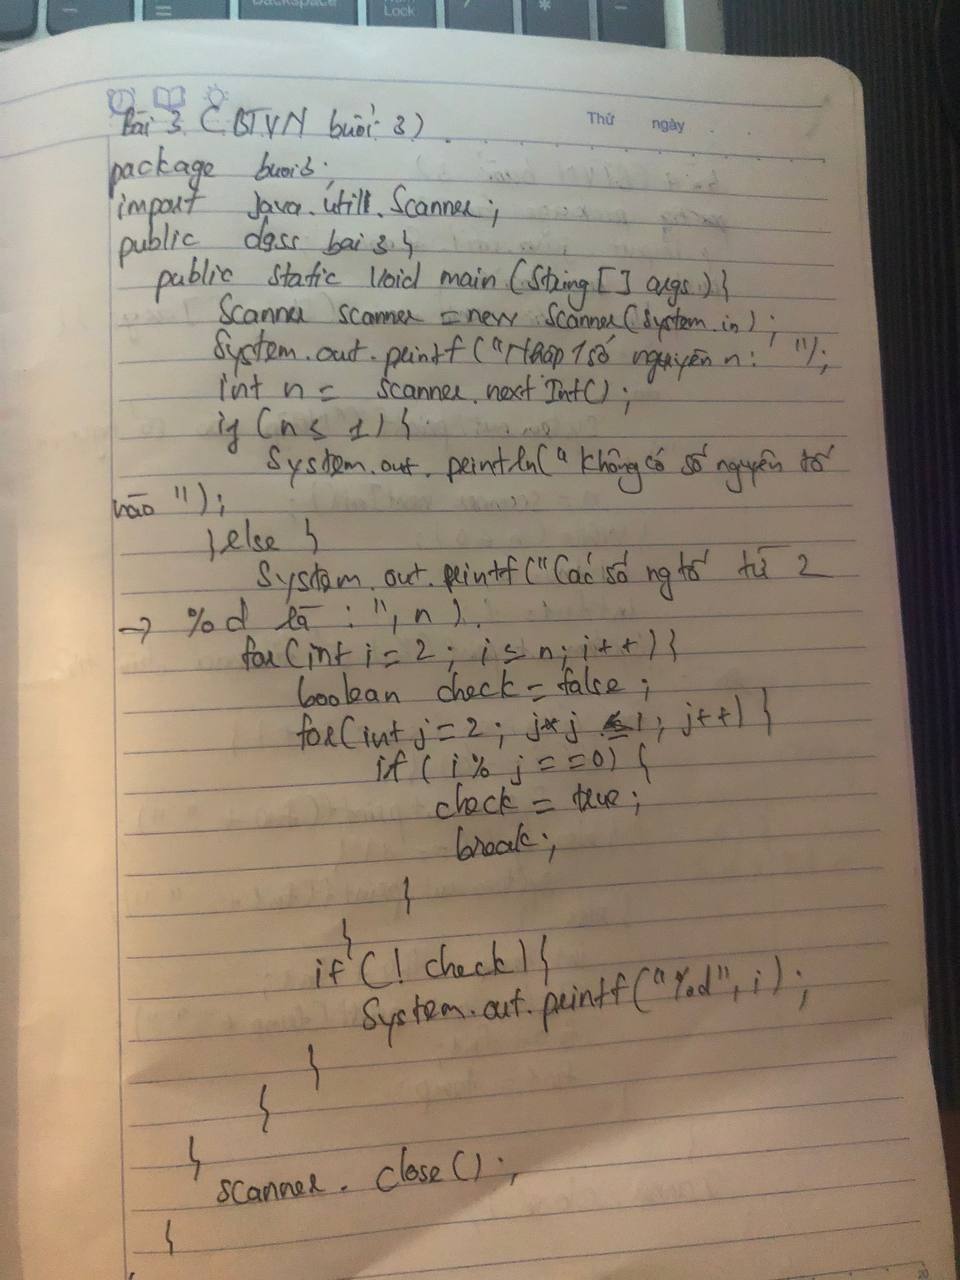 Backspace
Num Lock
Thứ ngày
Bài 3 (BTVN buổi 3)
package buoi3;
import Java.util.Scanner;
public class bai3{
public static void main (String[] args){
Scanner scanner = new Scanner(System.in);
System.out.printf("Nhập 1 số nguyên n: ");
int n = scanner.nextInt();
if (n ≤ 1) {
System.out.println("không có số nguyên tố
nào");
}else {
System.out.printf("Các số ng tố từ 2
→ %d là :", n).
for(int i = 2; i ≤ n; i++){
boolean check = false;
for(int j = 2; j*j ≤ i; j++) {
if (i % j == 0) {
check = true;
break;
}
}
if (! check) {
System.out.printf("%d", i);
}
}
}
scanner.close();
}